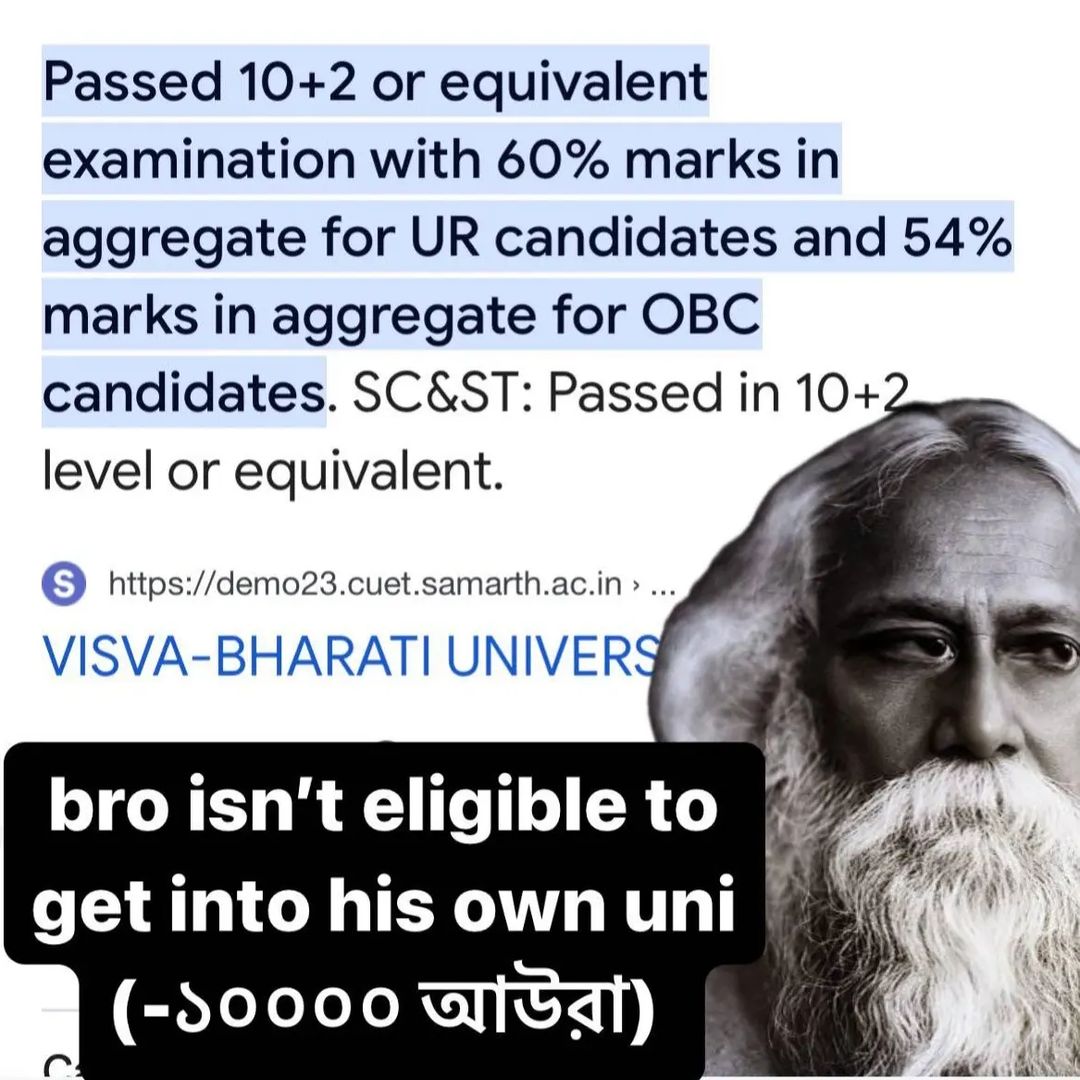 Passed 10+2 or equivalent
examination with 60% marks in
aggregate for UR candidates and 54%
marks in aggregate for OBC
candidates. SC&ST: Passed in 10+2
level or equivalent.
S
https://demo23.cuet.samarth.ac.in › ...
VISVA-BHARATI UNIVERS
bro isn’t eligible to
get into his own uni
(-১০০০০ আউরা)